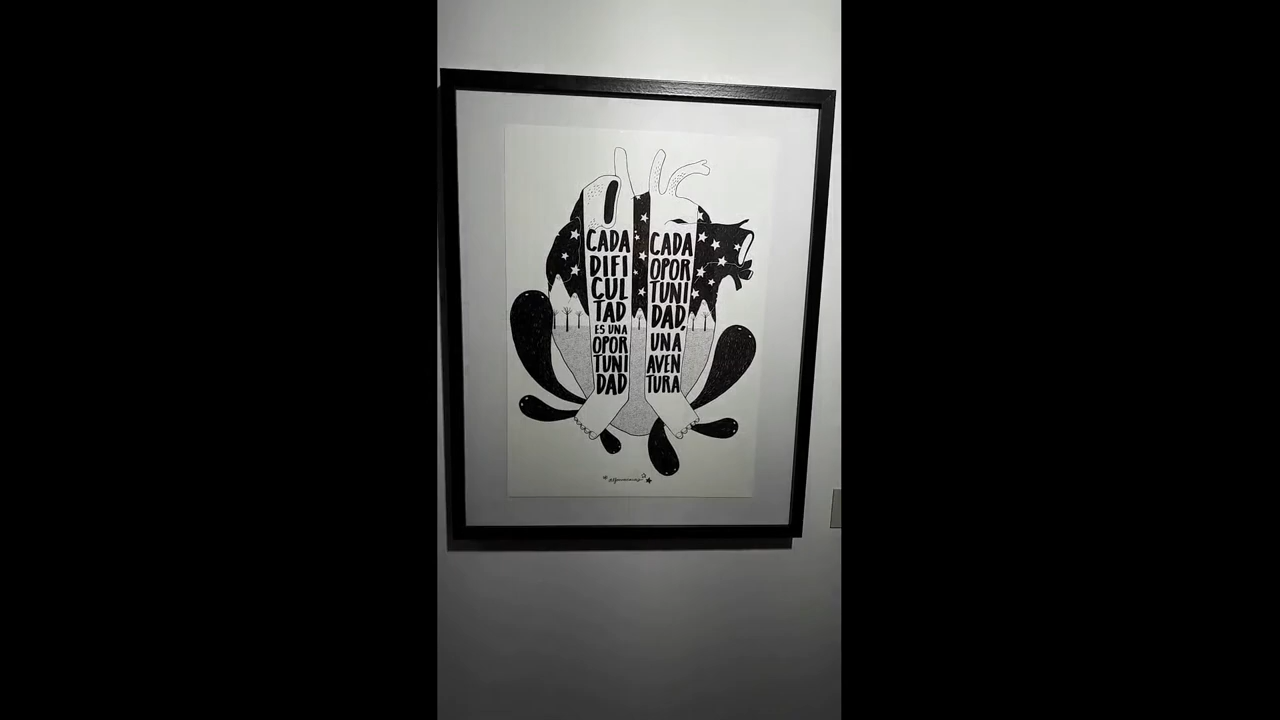 CADA
DIFI
CUL
TAD
ES UNA
OPOR
TUNI
DAD
CADA
OPOR
TUNI
DAD,
UNA
AVEN
TURA